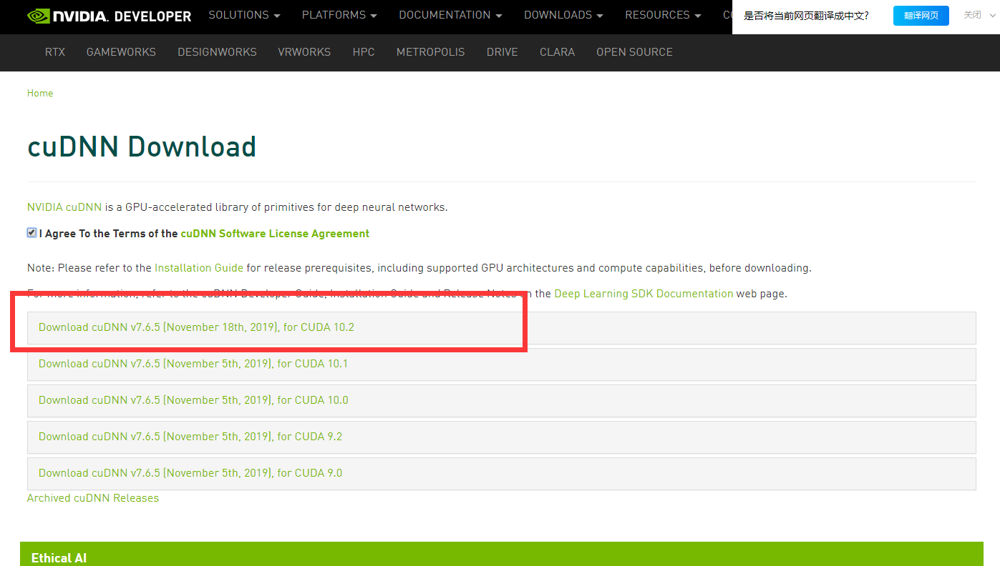 NVIDIA. DEVELOPER SOLUTIONS PLATFORMS DOCUMENTATION DOWNLOADS RESOURCES
是否将当前网页翻译成中文? 翻译网页 关闭
RTX GAMEWORKS DESIGNWORKS VRWORKS HPC METROPOLIS DRIVE CLARA OPEN SOURCE
Home
cuDNN Download
NVIDIA cuDNN is a GPU-accelerated library of primitives for deep neural networks.
I Agree To the Terms of the cuDNN Software License Agreement
Note: Please refer to the Installation Guide for release prerequisites, including supported GPU architectures and compute capabilities, before downloading.
For more information, refer to the cuDNN Developer Guide, Installation Guide and Release Notes on the Deep Learning SDK Documentation web page.
Download cuDNN v7.6.5 (November 18th, 2019), for CUDA 10.2
Download cuDNN v7.6.5 (November 5th, 2019), for CUDA 10.1
Download cuDNN v7.6.5 (November 5th, 2019), for CUDA 10.0
Download cuDNN v7.6.5 (November 5th, 2019), for CUDA 9.2
Download cuDNN v7.6.5 (November 5th, 2019), for CUDA 9.0
Archived cuDNN Releases
Ethical AI